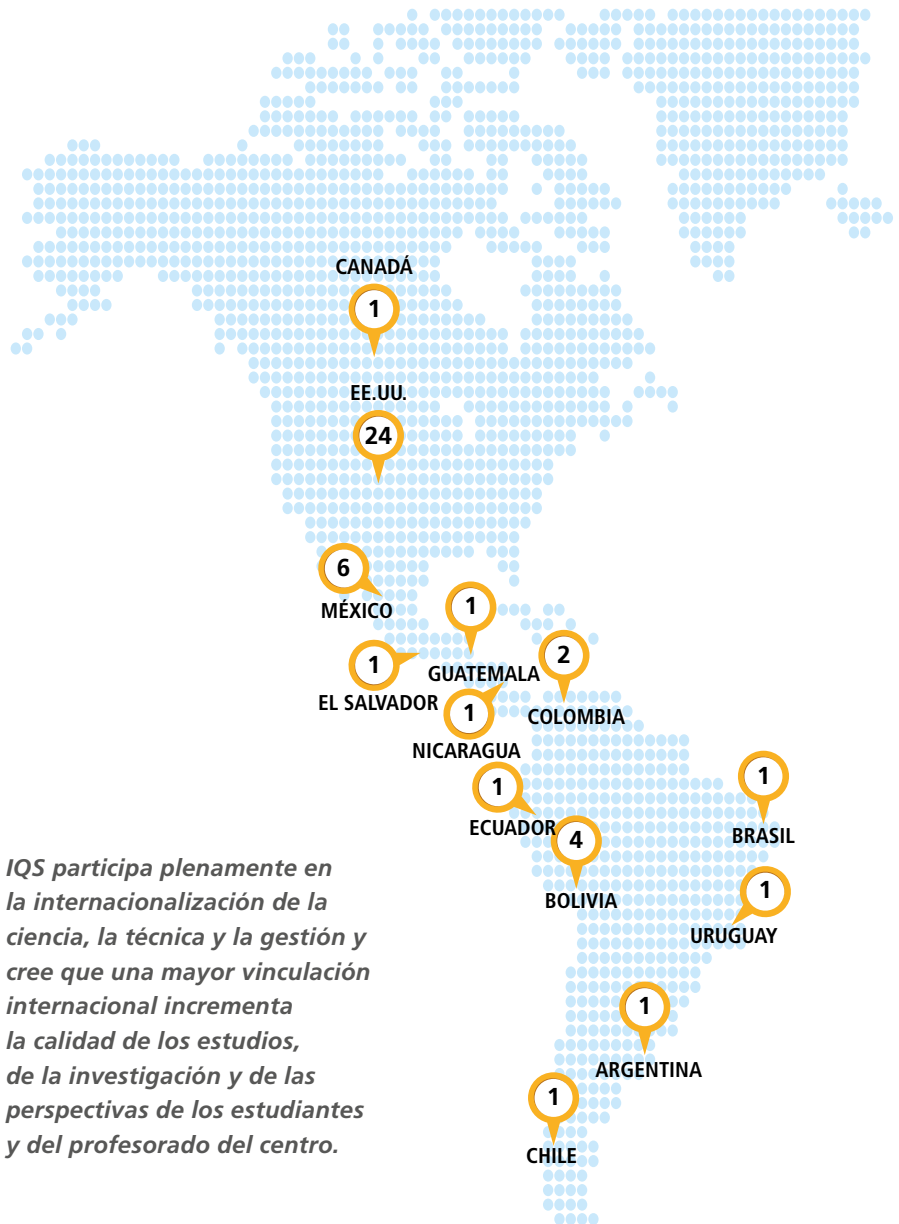 CANADÁ
1
EE.UU.
24
6
MÉXICO
1
GUATEMALA
1
EL SALVADOR
2
COLOMBIA
1
NICARAGUA
1
ECUADOR
4
BOLIVIA
1
BRASIL
1
URUGUAY
1
ARGENTINA
1
CHILE
IQS participa plenamente en
la internacionalización de la
ciencia, la técnica y la gestión y
cree que una mayor vinculación
internacional incrementa
la calidad de los estudios,
de la investigación y de las
perspectivas de los estudiantes
y del profesorado del centro.